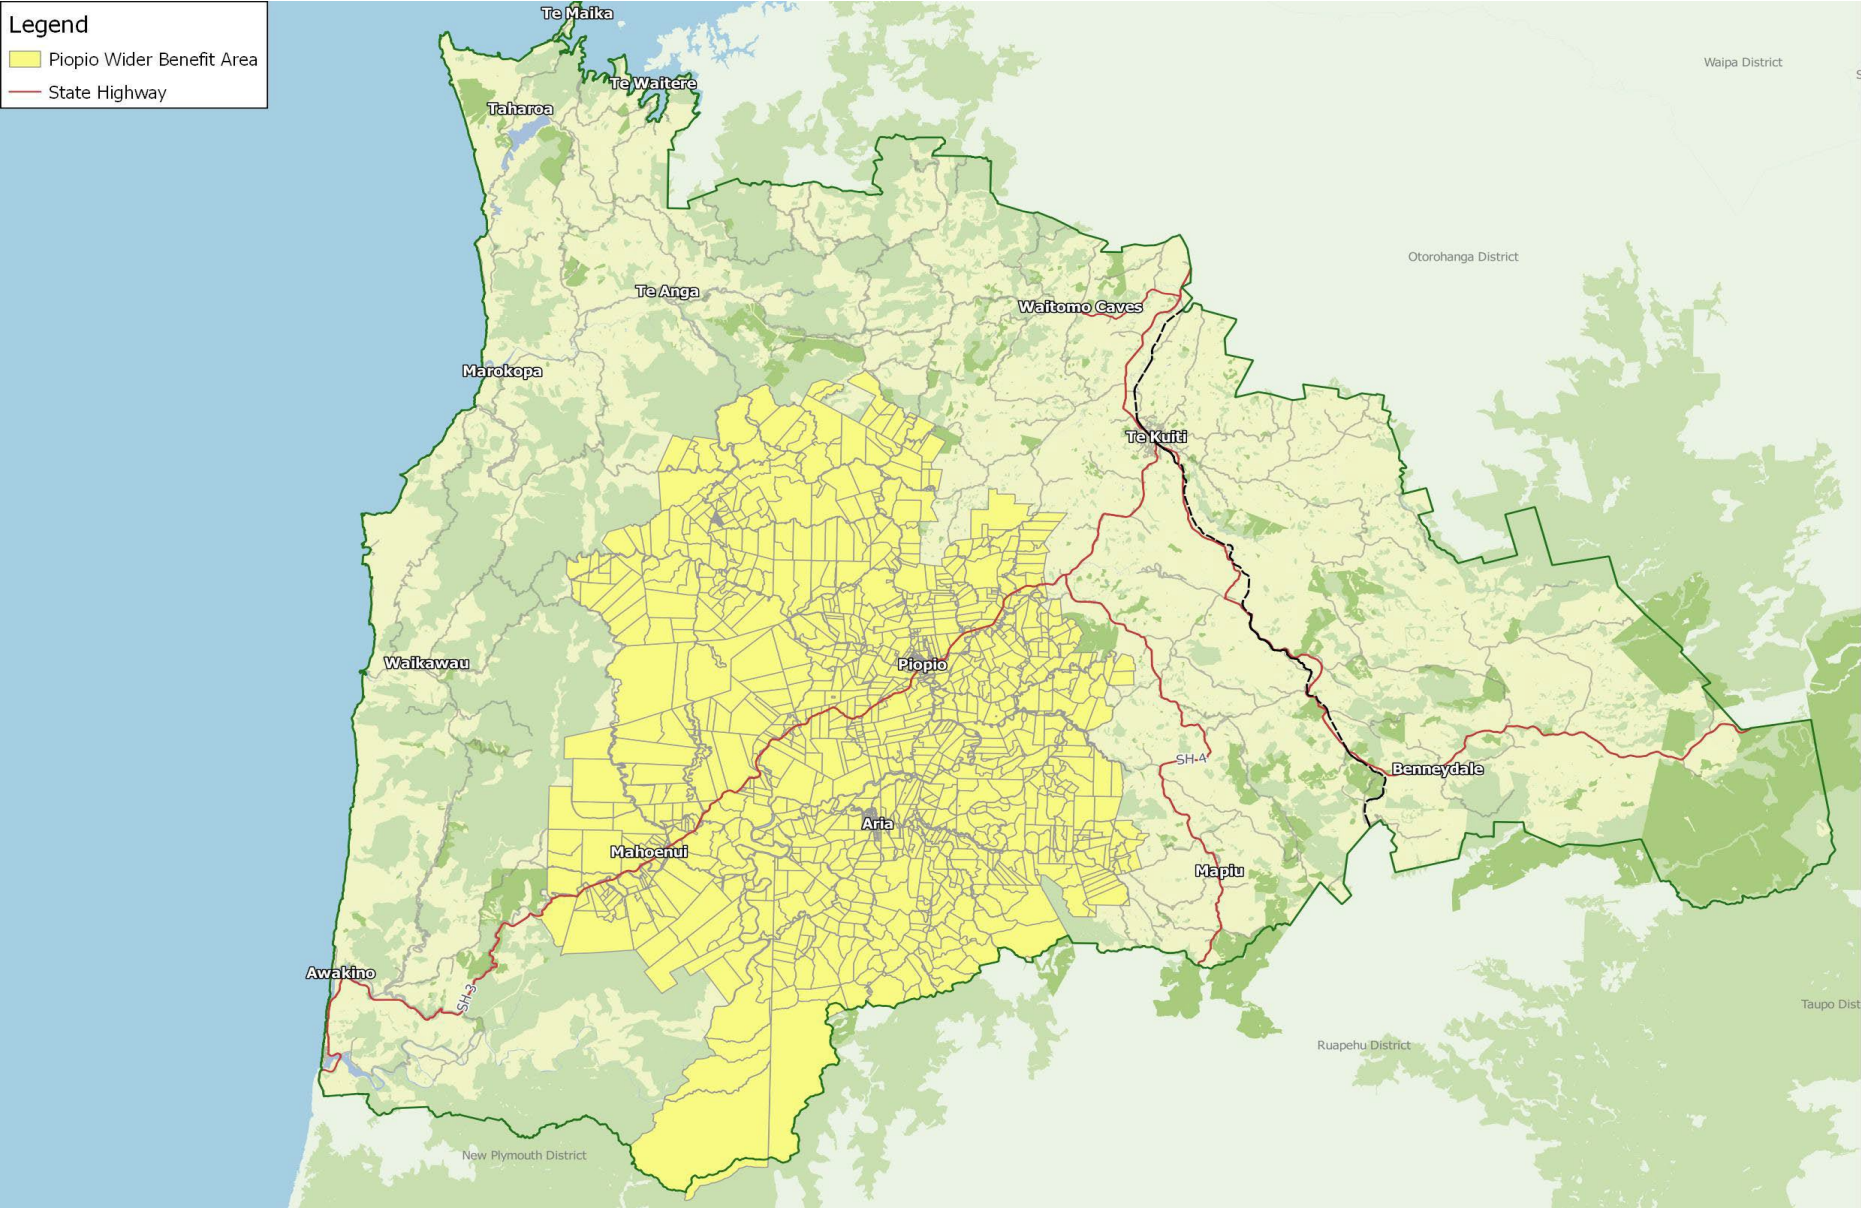 Legend
Piopio Wider Benefit Area
State Highway
Te Maika
Te Waitere
Taharoa
Waipa District
Otorohanga District
Te Anga
Waitomo Caves
Marokopa
Te Kuiti
Waikawau
Piopio
SH-4
Benneydale
Aria
Mahoenui
Mapiu
Awakino
SH-3
Taupo Dist
Ruapehu District
New Plymouth District